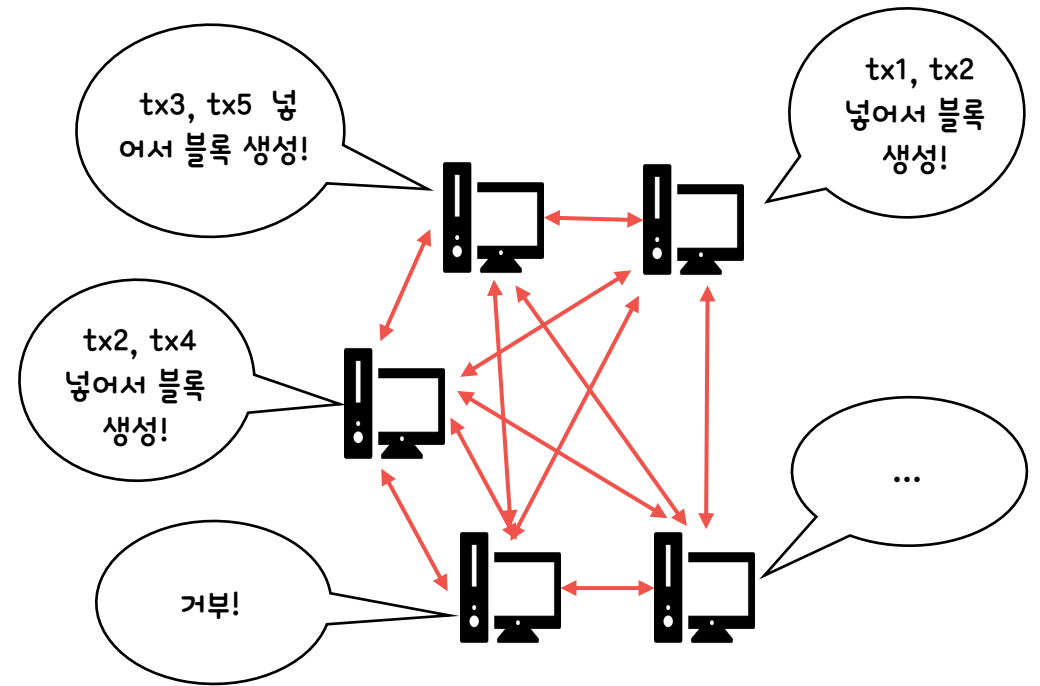 tx3, tx5 넣
어서 블록 생성!
tx1, tx2
넣어서 블록
생성!
tx2, tx4
넣어서 블록
생성!
...
거부!